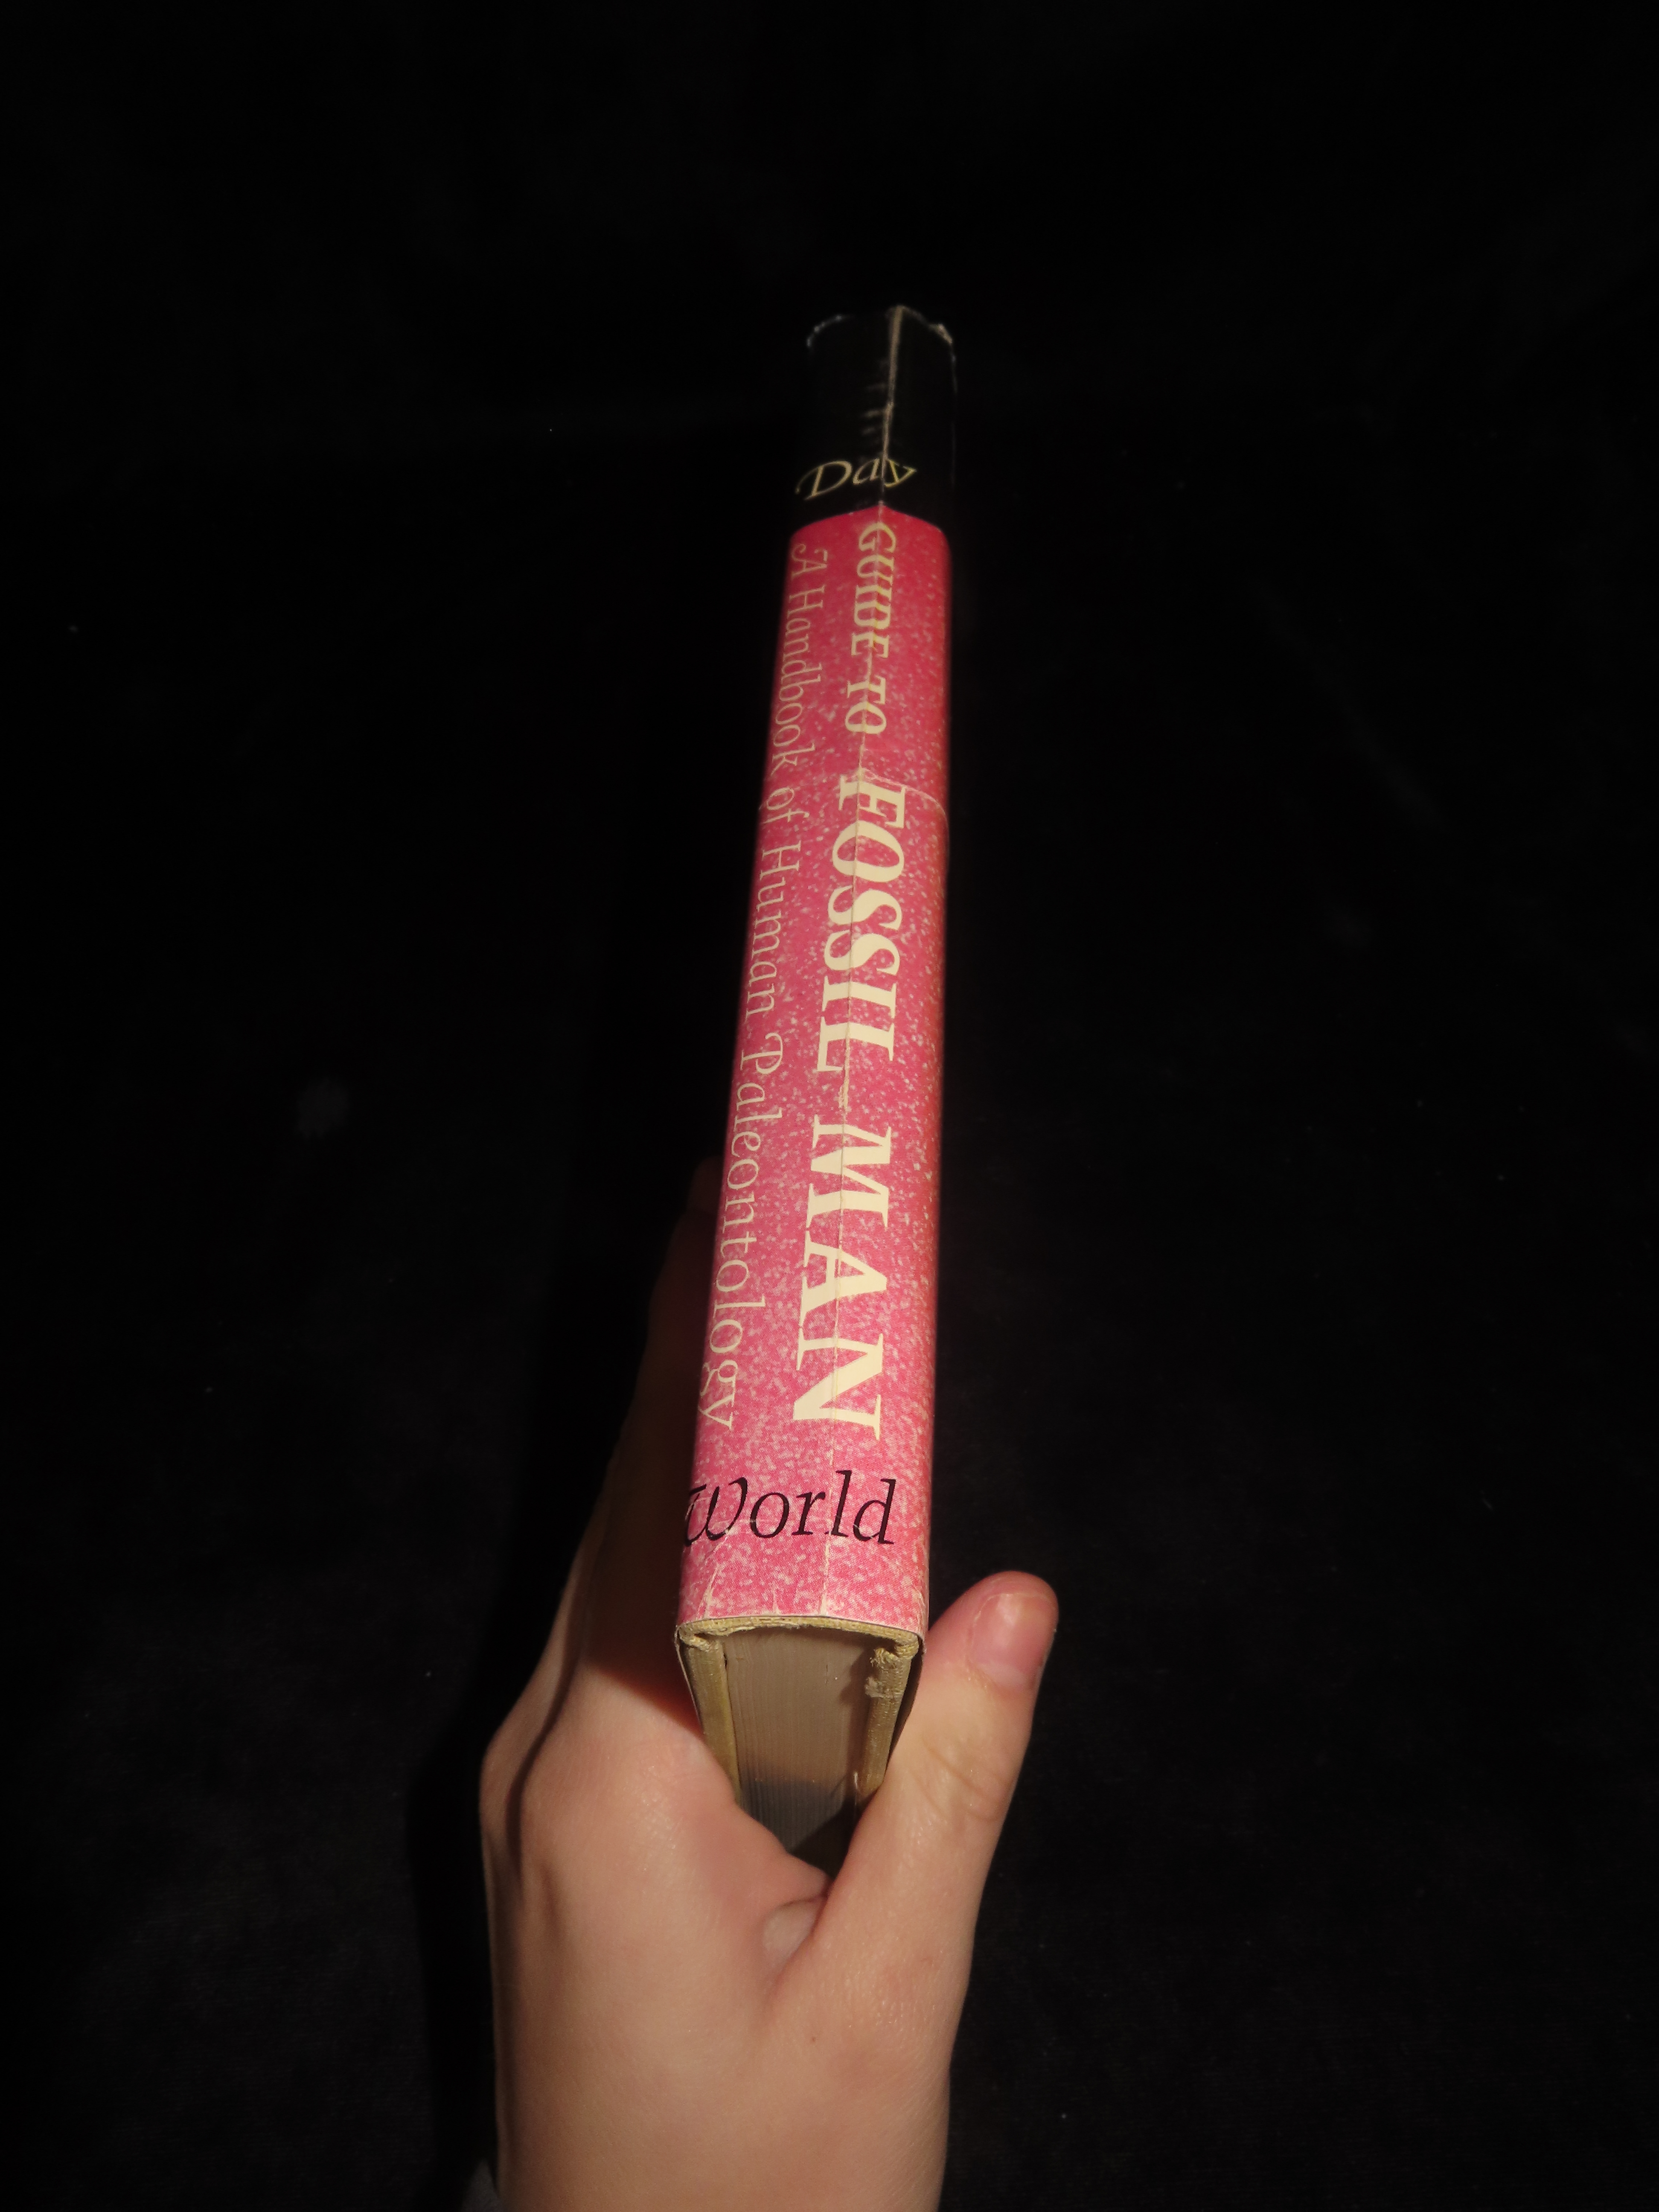 Day
GUIDE TO FOSSIL MAN
A Handbook of Human Paleontology
World